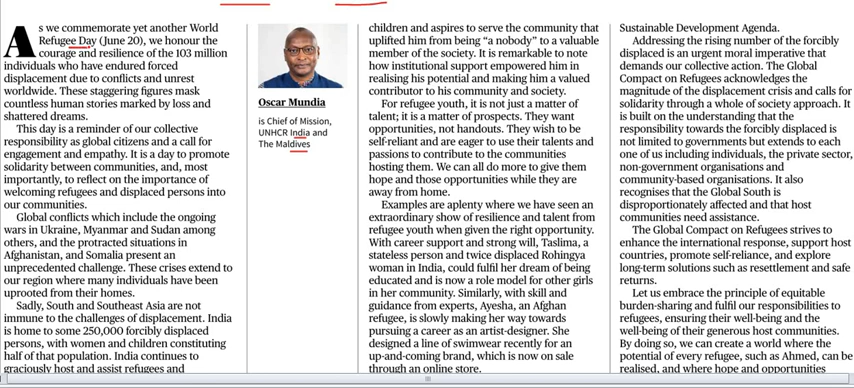 As we commemorate yet another World
Refugee Day (June 20), we honour the
courage and resilience of the 103 million
individuals who have endured forced
displacement due to conflicts and unrest
worldwide. These staggering figures mask
countless human stories marked by loss and
shattered dreams.
This day is a reminder of our collective
responsibility as global citizens and a call for
engagement and empathy. It is a day to promote
solidarity between communities, and, most
importantly, to reflect on the importance of
welcoming refugees and displaced persons into
our communities.
Global conflicts which include the ongoing
wars in Ukraine, Myanmar and Sudan among
others, and the protracted situations in
Afghanistan, and Somalia present an
unprecedented challenge. These crises extend to
our region where many individuals have been
uprooted from their homes.
Sadly, South and Southeast Asia are not
immune to the challenges of displacement. India
is home to some 250,000 forcibly displaced
persons, with women and children constituting
half of that population. India continues to
graciously host and assist refugees and
Oscar Mundia
is Chief of Mission,
UNHCR India and
The Maldives
children and aspires to serve the community that
uplifted him from being “a nobody” to a valuable
member of the society. It is remarkable to note
how institutional support empowered him in
realising his potential and making him a valued
contributor to his community and society.
For refugee youth, it is not just a matter of
talent; it is a matter of prospects. They want
opportunities, not handouts. They wish to be
self-reliant and are eager to use their talents and
passions to contribute to the communities
hosting them. We can all do more to give them
hope and those opportunities while they are
away from home.
Examples are aplenty where we have seen an
extraordinary show of resilience and talent from
refugee youth when given the right opportunity.
With career support and strong will, Taslima, a
stateless person and twice displaced Rohingya
woman in India, could fulfil her dream of being
educated and is now a role model for other girls
in her community. Similarly, with skill and
guidance from experts, Ayesha, an Afghan
refugee, is slowly making her way towards
pursuing a career as an artist-designer. She
designed a line of swimwear recently for an
up-and-coming brand, which is now on sale
through an online store.
Sustainable Development Agenda.
Addressing the rising number of the forcibly
displaced is an urgent moral imperative that
demands our collective action. The Global
Compact on Refugees acknowledges the
magnitude of the displacement crisis and calls for
solidarity through a whole of society approach. It
is built on the understanding that the
responsibility towards the forcibly displaced is
not limited to governments but extends to each
one of us including individuals, the private sector,
non-government organisations and
community-based organisations. It also
recognises that the Global South is
disproportionately affected and that host
communities need assistance.
The Global Compact on Refugees strives to
enhance the international response, support host
countries, promote self-reliance, and explore
long-term solutions such as resettlement and safe
returns.
Let us embrace the principle of equitable
burden-sharing and fulfil our responsibilities to
refugees, ensuring their well-being and the
well-being of their generous host communities.
By doing so, we can create a world where the
potential of every refugee, such as Ahmed, can be
realised, and where hope and opportunities